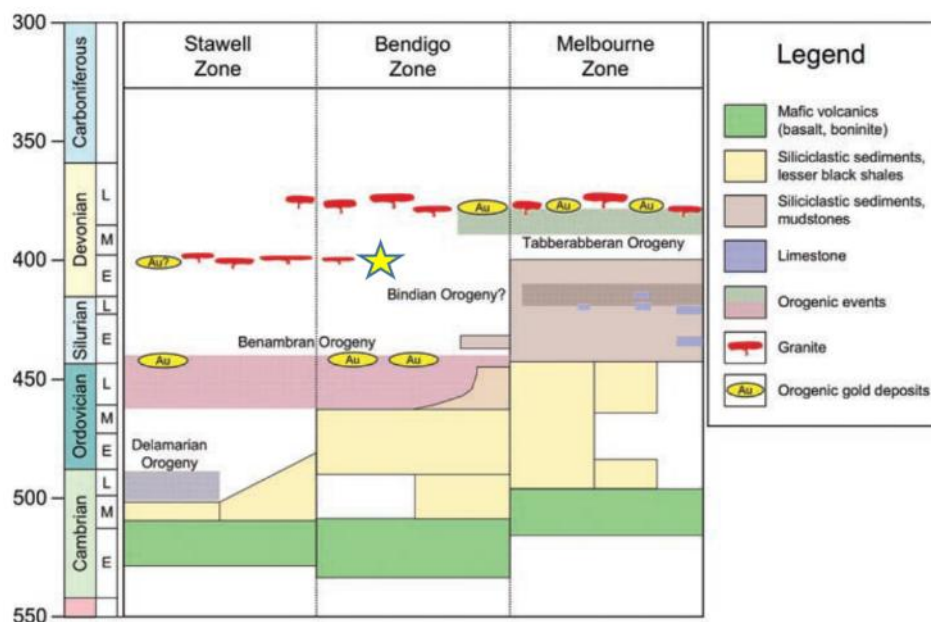 300
350
400
450
500
550
Carboniferous
Devonian
L
M
E
Silurian
L
E
Ordovician
L
M
E
Cambrian
L
M
E
Stawell
Zone
Bendigo
Zone
Melbourne
Zone
Au
Au
Au
Tabberabberan Orogeny
Au?
Bindian Orogeny?
Benambran Orogeny
Au
Au
Au
Delamarian
Orogeny
Legend
Mafic volcanics
(basalt, boninite)
Siliciclastic sediments,
lesser black shales
Siliciclastic sediments,
mudstones
Limestone
Orogenic events
Granite
Au
Orogenic gold deposits